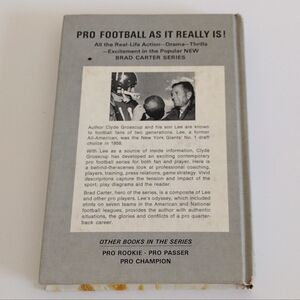 PRO FOOTBALL AS IT REALLY IS!
All the Real-Life Action—Drama—Thrills
—Excitement in the Popular NEW
BRAD CARTER SERIES
Author Clyde Grosscup and his son Lee are known
to football fans of two generations. Lee, a former
All-American, was the New York Giants' No. 1 draft
choice in 1959.
With Lee as a source of inside information, Clyde
Grosscup has developed an exciting contemporary
pro football series for both fan and player. Here is
a behind-the-scenes look at professional coaching,
players, training, press relations, game strategy. Vivid
descriptions capture the tension and impact of the
sport; play diagrams aid the reader.
Brad Carter, hero of the series, is a composite of Lee
and other pro players. Lee's odyssey, which included
stints on seven teams in the American and National
football leagues, provides the author with authentic
situations, the glories and conflicts of a pro quarter-
back career.
OTHER BOOKS IN THE SERIES
PRO ROOKIE · PRO PASSER
PRO CHAMPION